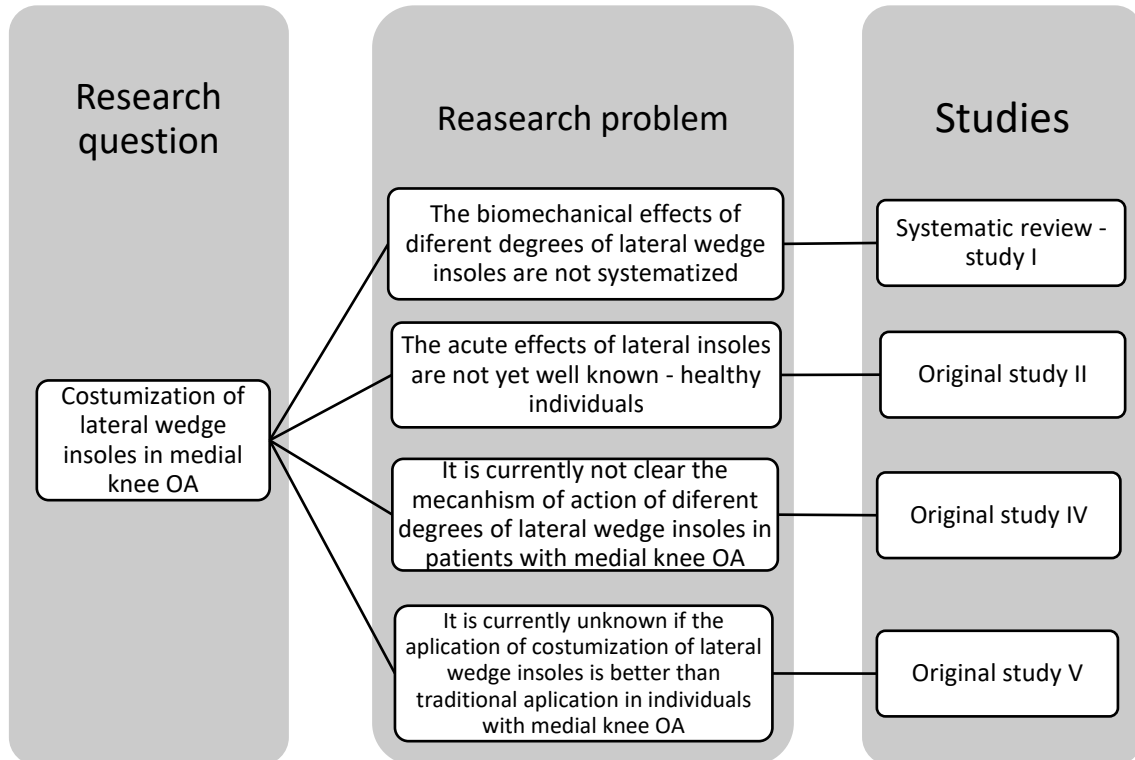 Research
question
Costumization of
lateral wedge
insoles in medial
knee OA
Reasearch problem
The biomechanical effects of
diferent degrees of lateral wedge
insoles are not systematized
The acute effects of lateral insoles
are not yet well known - healthy
individuals
It is currently not clear the
mecanhism of action of diferent
degrees of lateral wedge insoles in
patients with medial knee OA
It is currently unknown if the
aplication of costumization of lateral
wedge insoles is better than
traditional aplication in individuals
with medial knee OA
Studies
Systematic review -
study I
Original study II
Original study IV
Original study V